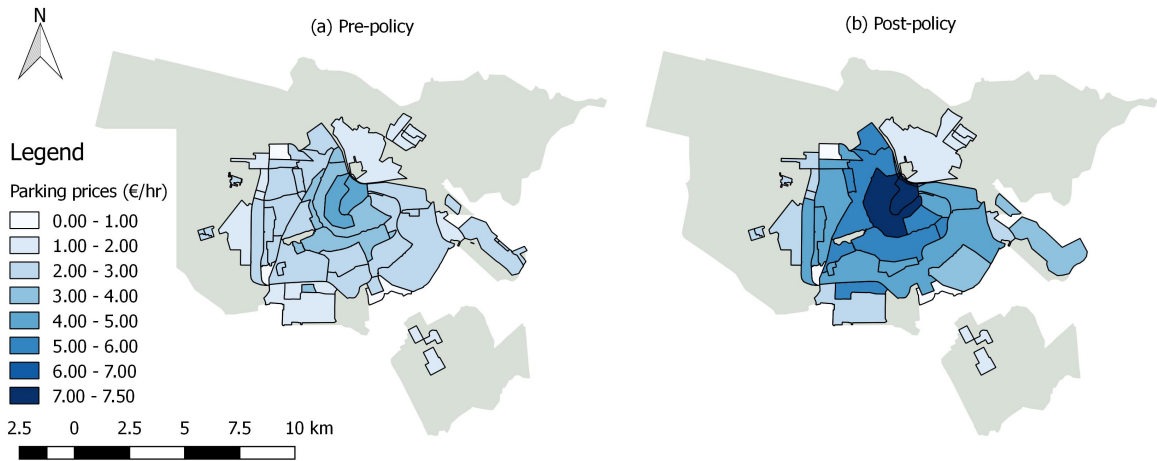 N
(a) Pre-policy
(b) Post-policy
Legend
Parking prices (€/hr)
0.00 - 1.00
1.00 - 2.00
2.00 - 3.00
3.00 - 4.00
4.00 - 5.00
5.00 - 6.00
6.00 - 7.00
7.00 - 7.50
2.5 0 2.5 5 7.5 10 km